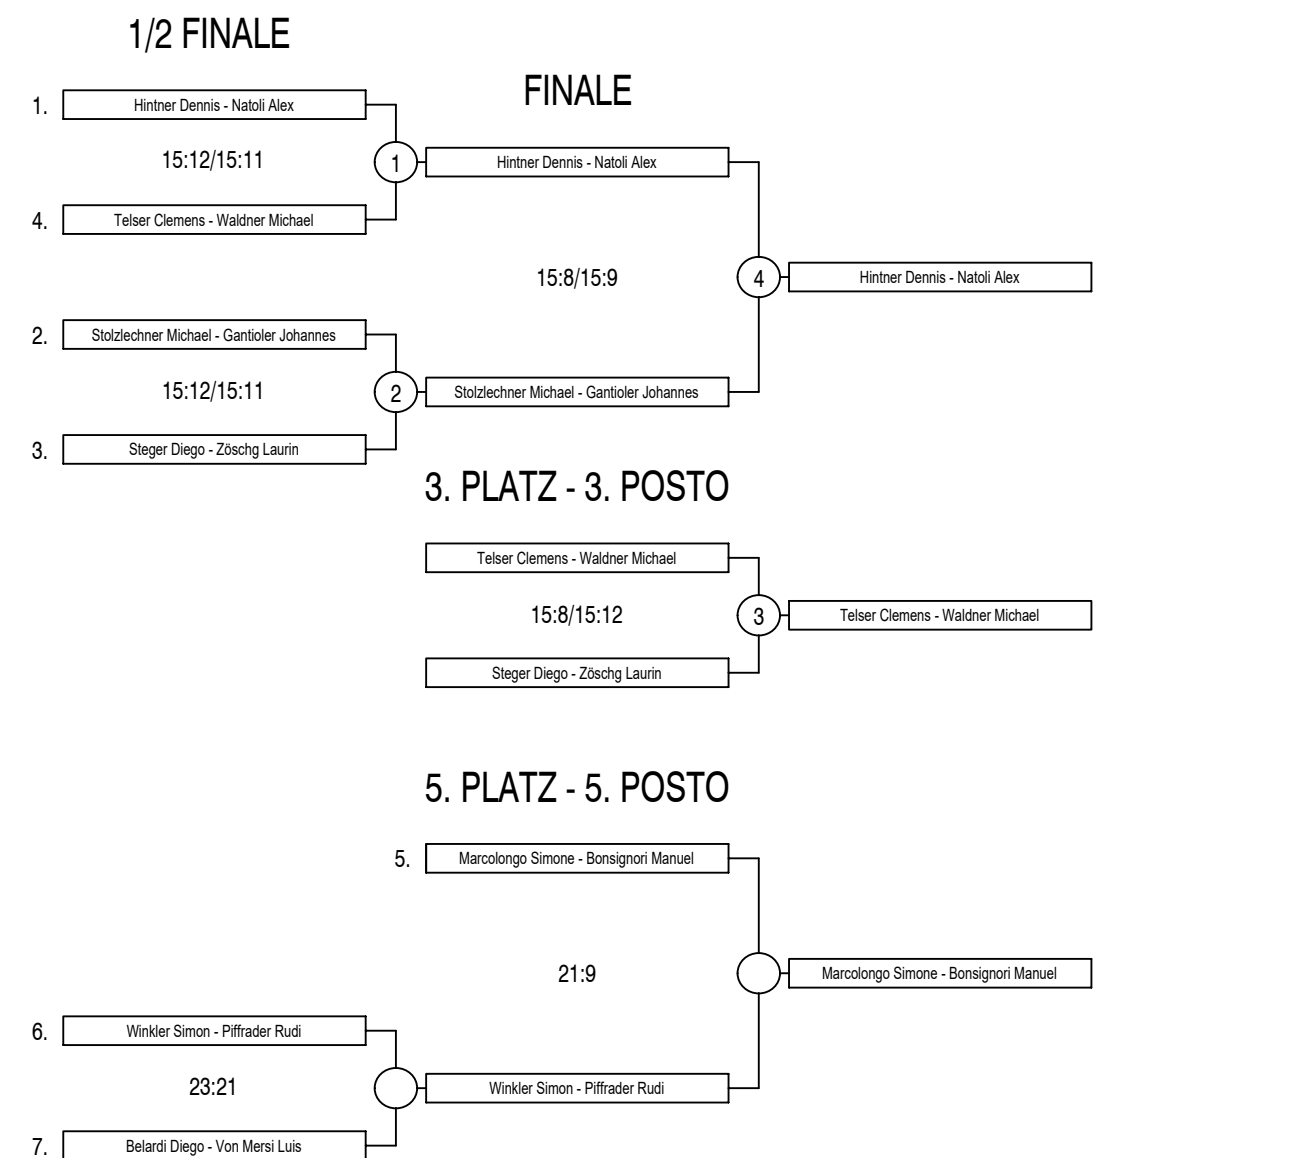 1/2 FINALE
FINALE
1. Hintner Dennis - Natoli Alex
15:12/15:11
1
Hintner Dennis - Natoli Alex
4. Telser Clemens - Waldner Michael
15:8/15:9
4
Hintner Dennis - Natoli Alex
2. Stolzlechner Michael - Gantioler Johannes
15:12/15:11
2
Stolzlechner Michael - Gantioler Johannes
3. Steger Diego - Zöschg Laurin
3. PLATZ - 3. POSTO
Telser Clemens - Waldner Michael
15:8/15:12
3
Telser Clemens - Waldner Michael
Steger Diego - Zöschg Laurin
5. PLATZ - 5. POSTO
5. Marcolongo Simone - Bonsignori Manuel
21:9
Marcolongo Simone - Bonsignori Manuel
6. Winkler Simon - Piffrader Rudi
23:21
Winkler Simon - Piffrader Rudi
7. Belardi Diego - Von Mersi Luis